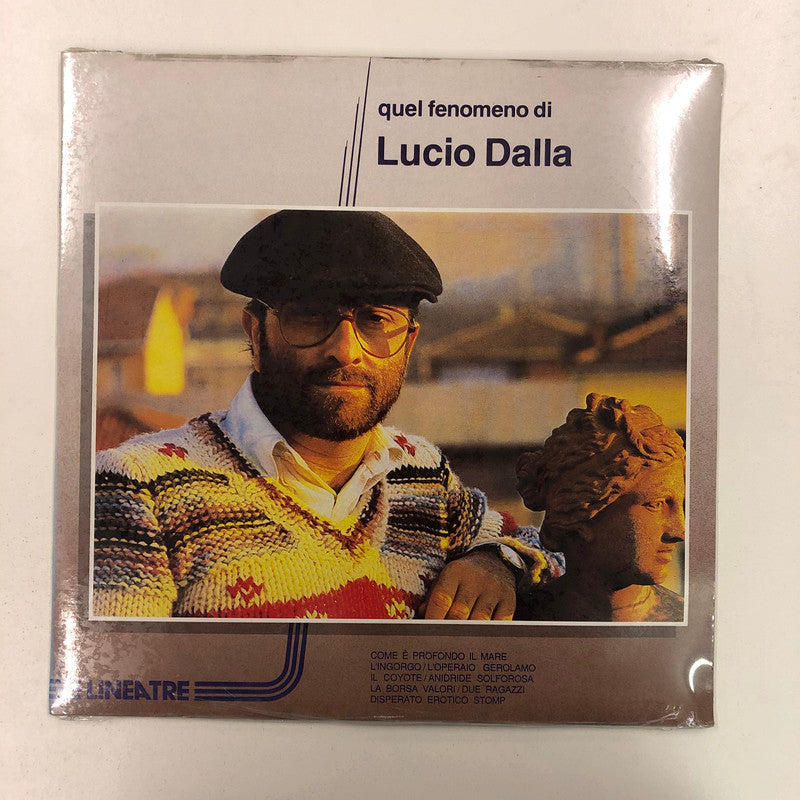 quel fenomeno di
Lucio Dalla
COME È PROFONDO IL MARE
L'INGORGO/L'OPERAIO GEROLAMO
IL COYOTE/ANIDRIDE SOLFOROSA
LA BORSA VALORI/DUE RAGAZZI
DISPERATO EROTICO STOMP
LINEATRE